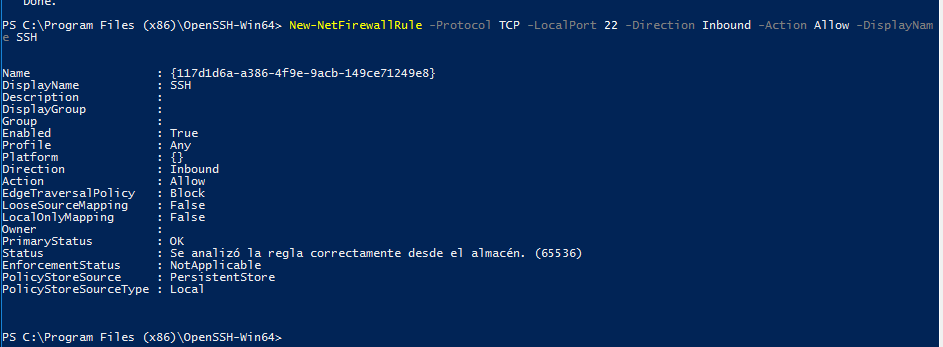 Done.
PS C:\Program Files (x86)\OpenSSH-Win64> New-NetFirewallRule -Protocol TCP -LocalPort 22 -Direction Inbound -Action Allow -DisplayNam
e SSH
Name : {117d1d6a-a386-4f9e-9acb-149ce71249e8}
DisplayName : SSH
Description :
DisplayGroup :
Group :
Enabled : True
Profile : Any
Platform : {}
Direction : Inbound
Action : Allow
EdgeTraversalPolicy : Block
LooseSourceMapping : False
LocalOnlyMapping : False
Owner :
PrimaryStatus : OK
Status : Se analizó la regla correctamente desde el almacén. (65536)
EnforcementStatus : NotApplicable
PolicyStoreSource : PersistentStore
PolicyStoreSourceType : Local
PS C:\Program Files (x86)\OpenSSH-Win64>